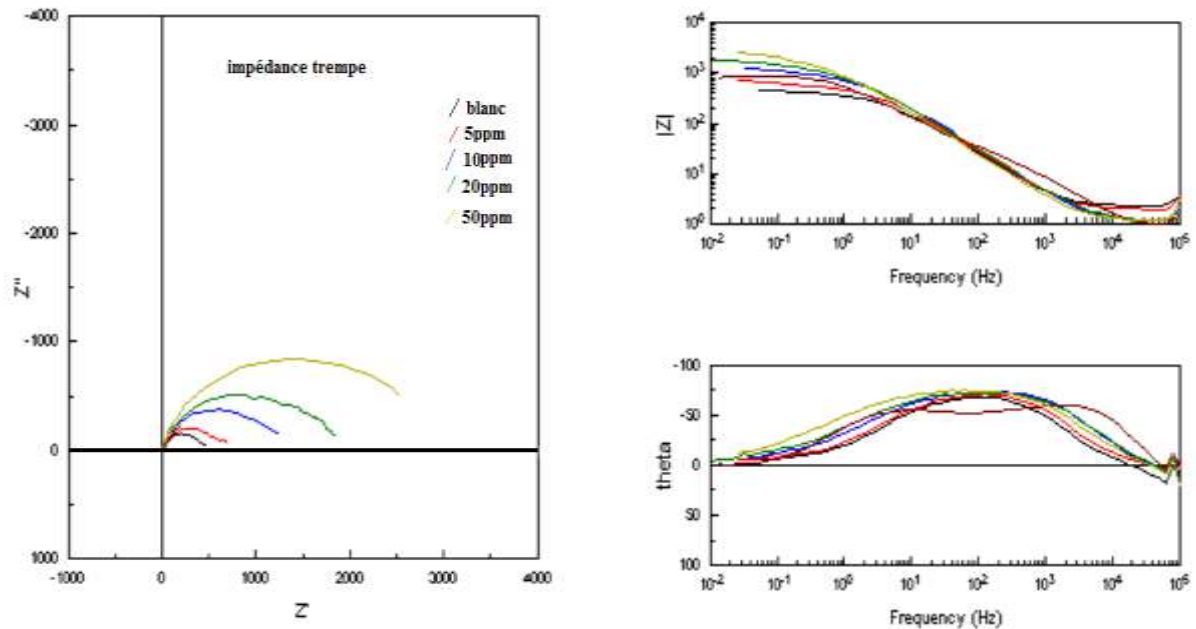 -4000
-3000
-2000
-1000
0
1000
Z''
-1000 0 1000 2000 3000 4000
Z'
impédance trempe
blanc
5ppm
10ppm
20ppm
50ppm
10^4
10^3
10^2
10^1
10^0
|Z|
10^-2 10^-1 10^0 10^1 10^2 10^3 10^4 10^5
Frequency (Hz)
-100
-50
0
50
100
theta
10^-2 10^-1 10^0 10^1 10^2 10^3 10^4 10^5
Frequency (Hz)